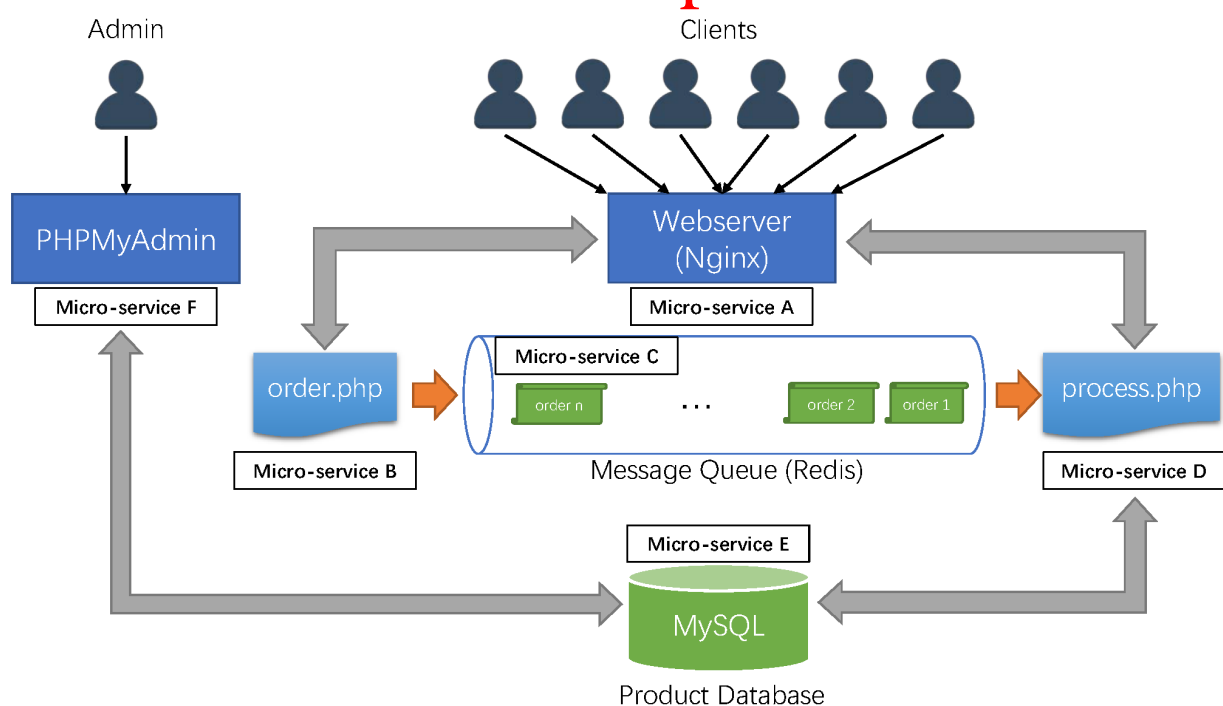 Admin
Clients
PHPMyAdmin
Webserver
(Nginx)
Micro-service F
Micro-service A
Micro-service C
order.php
order n
...
order 2
order 1
process.php
Micro-service B
Message Queue (Redis)
Micro-service D
Micro-service E
MySQL
Product Database